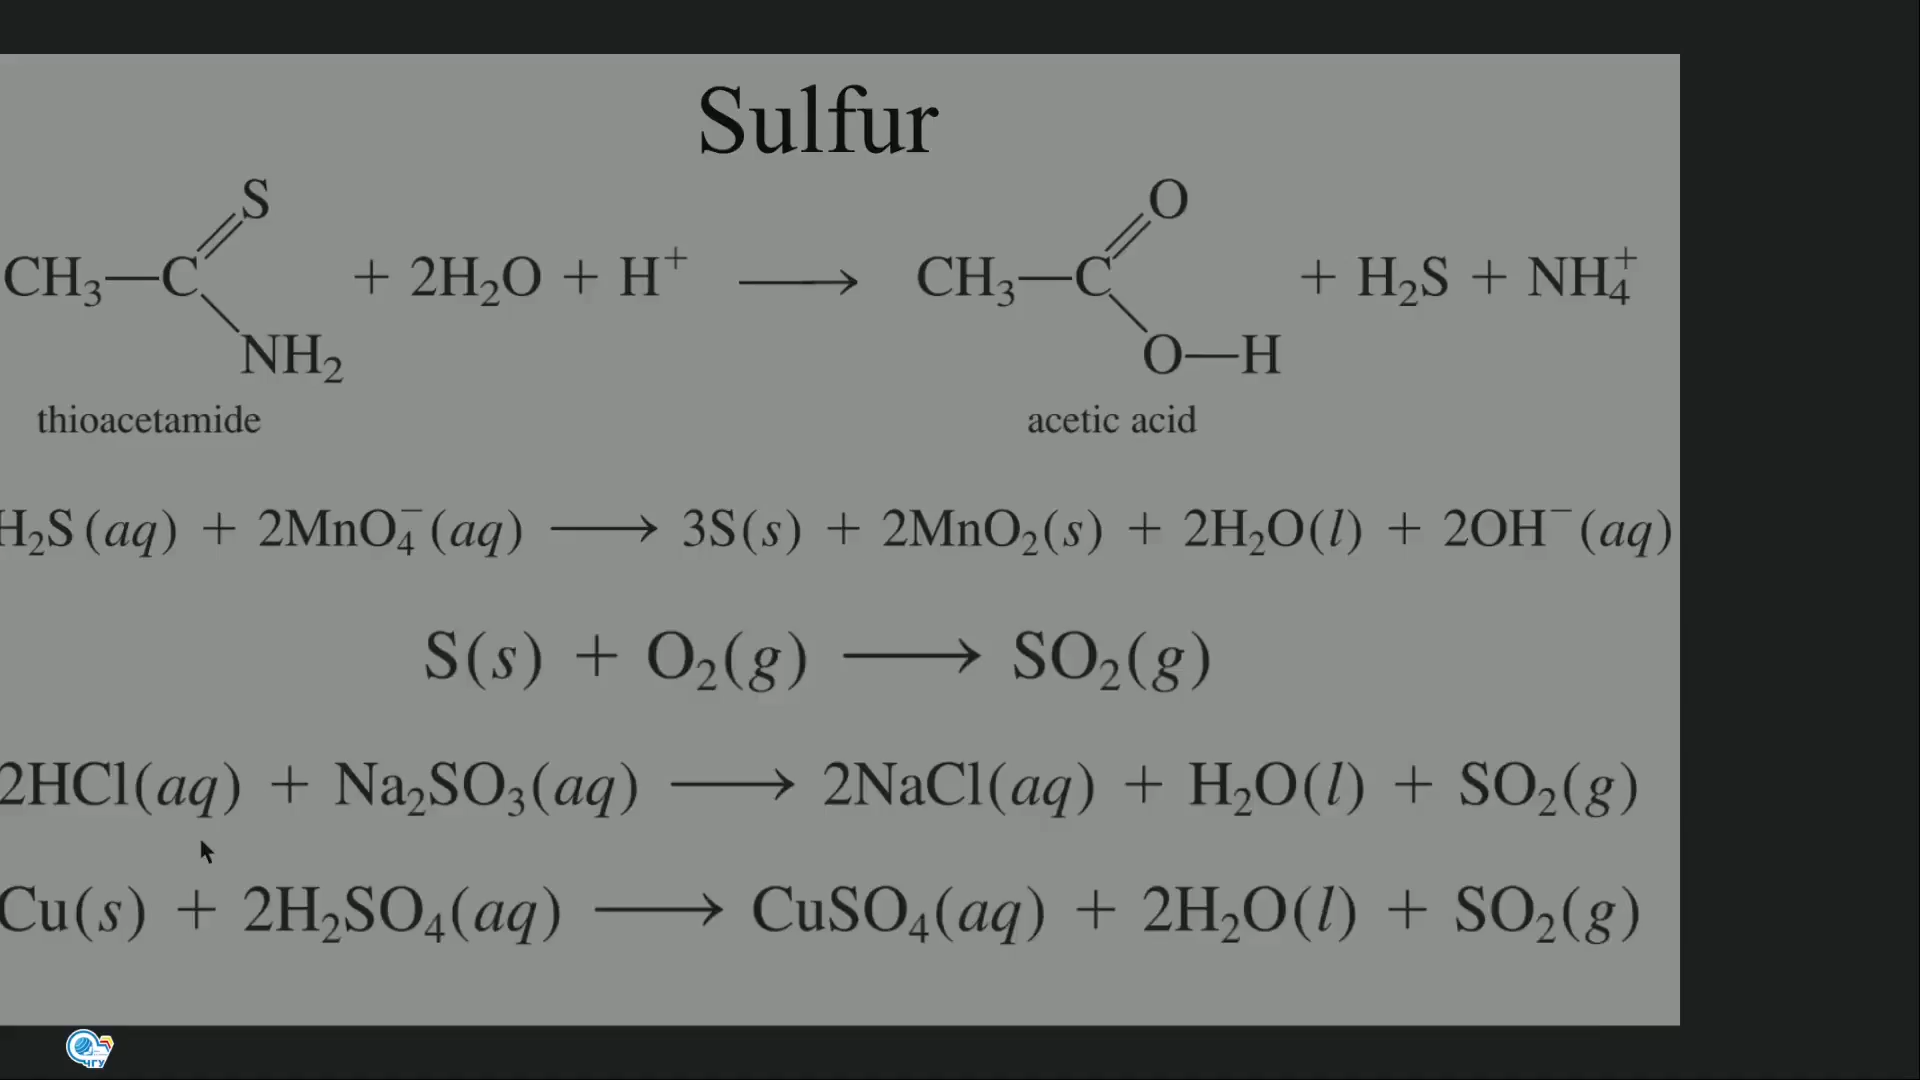 Sulfur
S O
CH₃—C + 2H₂O + H⁺ ⟶ CH₃—C + H₂S + NH₄⁺
NH₂ O—H
thioacetamide acetic acid
H₂S(aq) + 2MnO₄⁻(aq) ⟶ 3S(s) + 2MnO₂(s) + 2H₂O(l) + 2OH⁻(aq)
S(s) + O₂(g) ⟶ SO₂(g)
2HCl(aq) + Na₂SO₃(aq) ⟶ 2NaCl(aq) + H₂O(l) + SO₂(g)
Cu(s) + 2H₂SO₄(aq) ⟶ CuSO₄(aq) + 2H₂O(l) + SO₂(g)
ЧГУ